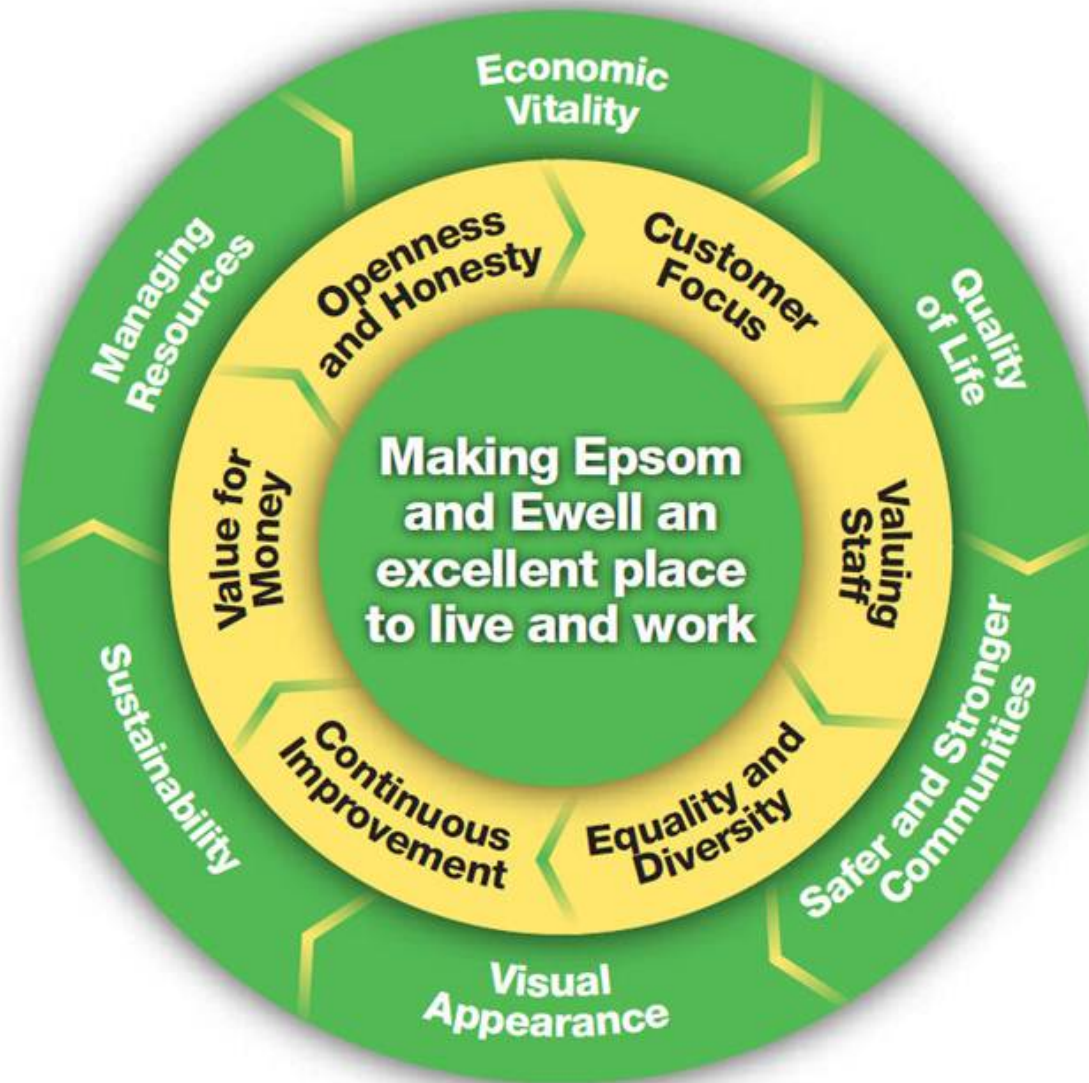 Economic
Vitality
Quality
of Life
Safer and Stronger
Communities
Visual
Appearance
Sustainability
Managing
Resources
Openness
and Honesty
Customer
Focus
Valuing
Staff
Equality and
Diversity
Continuous
Improvement
Value for
Money
Making Epsom
and Ewell an
excellent place
to live and work